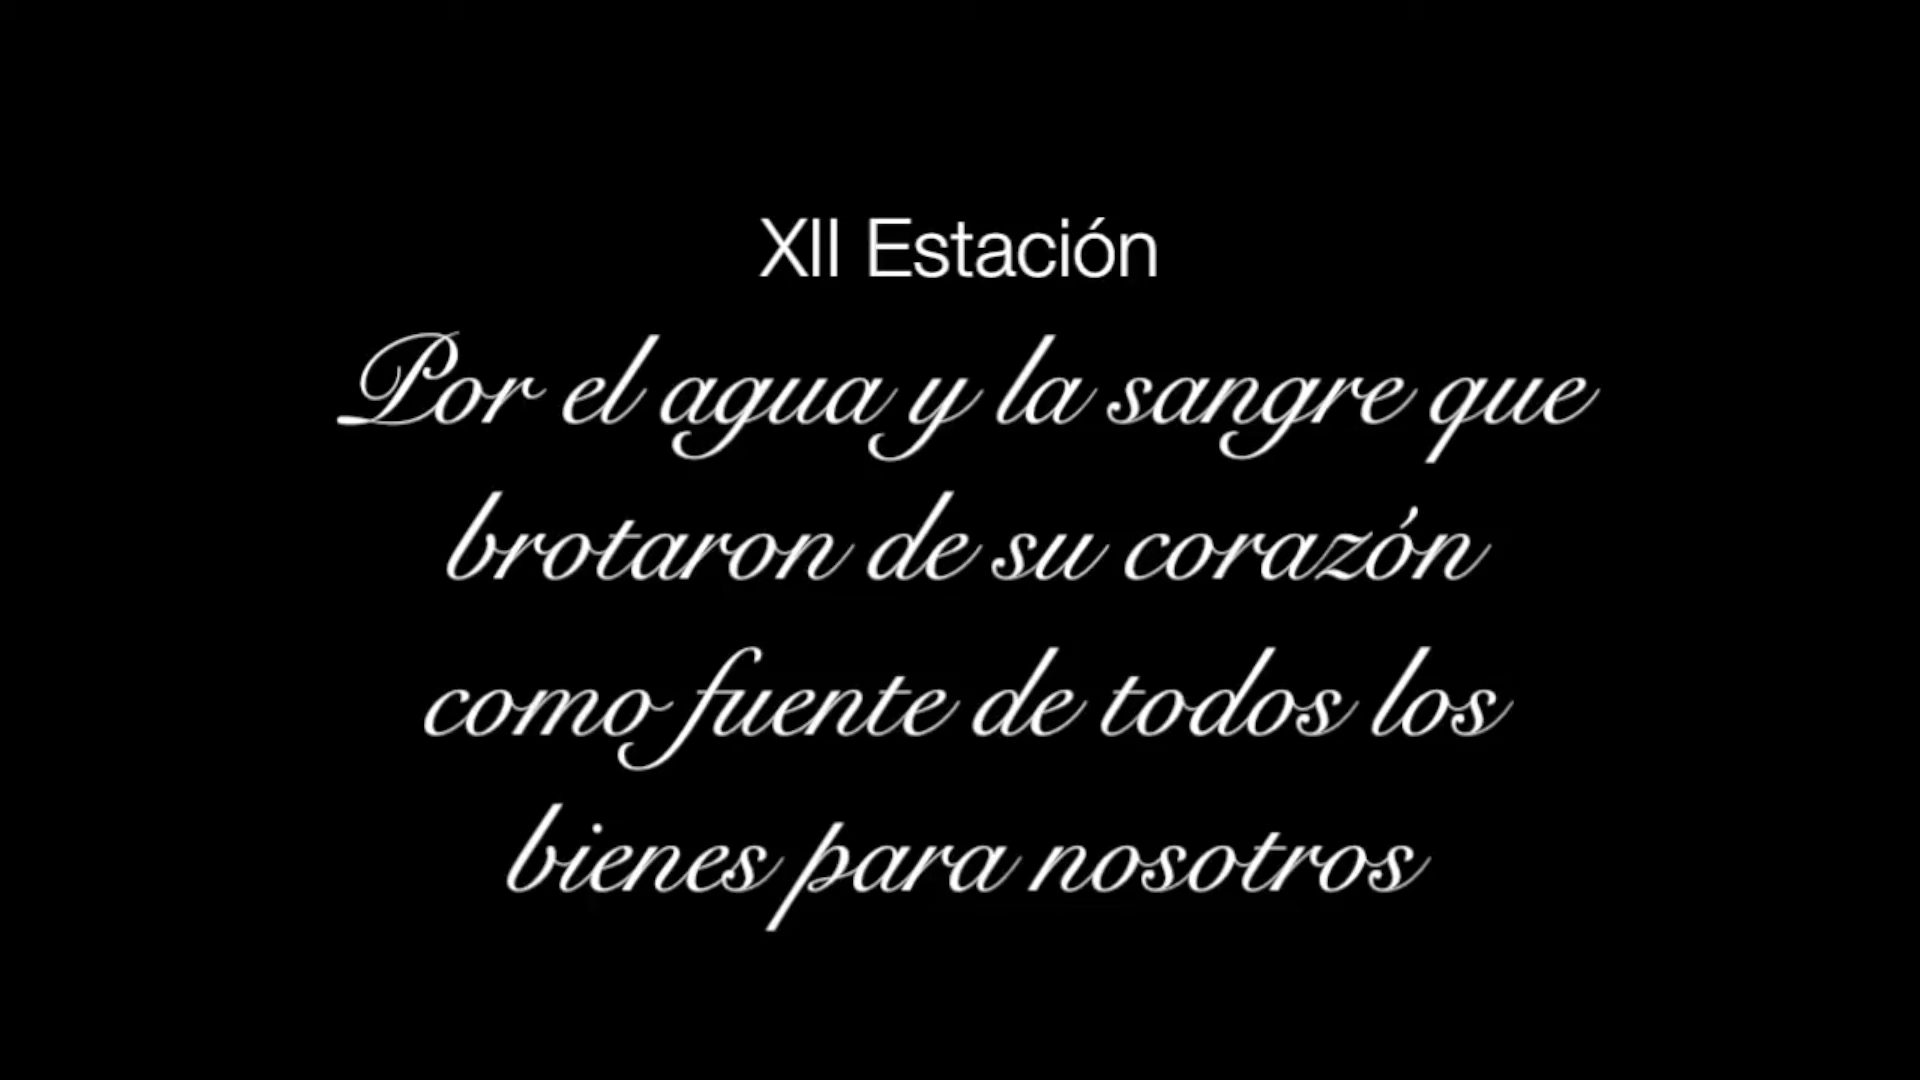 XII Estación
Por el agua y la sangre que
brotaron de su corazón
como fuente de todos los
bienes para nosotros